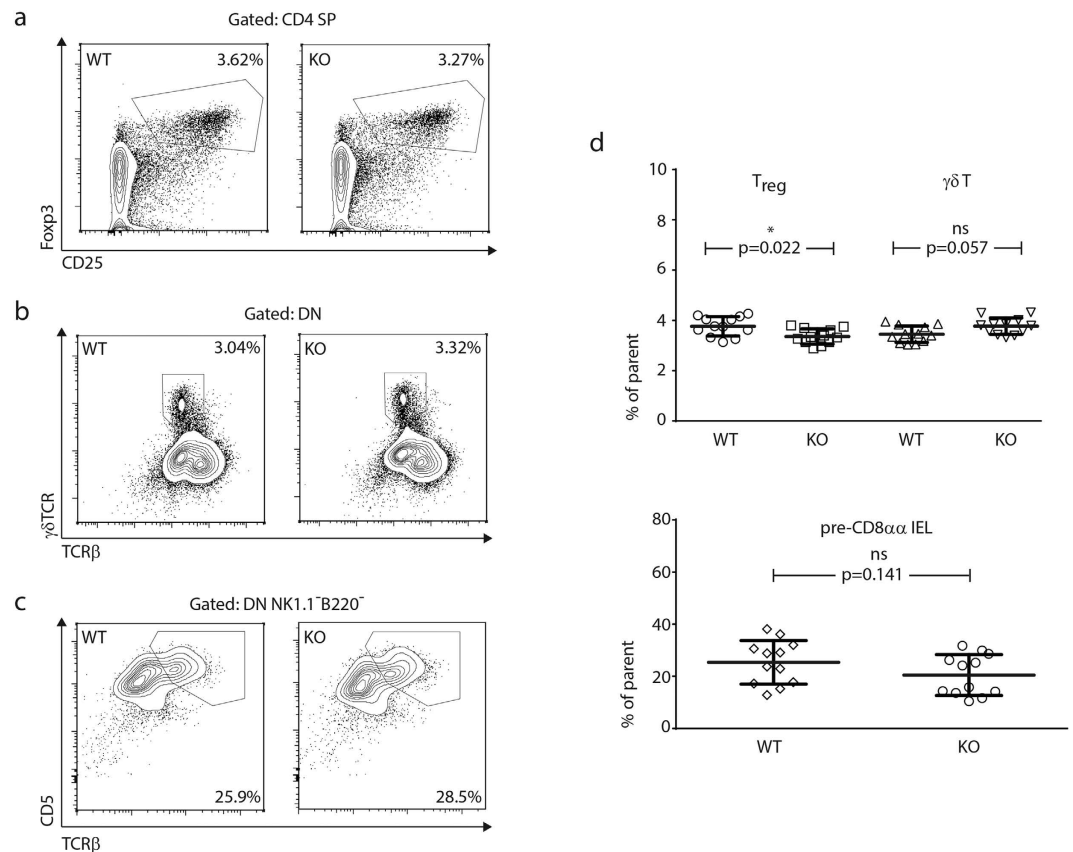 a
Gated: CD4 SP
WT 3.62%
KO 3.27%
Foxp3
CD25
b
Gated: DN
WT 3.04%
KO 3.32%
γδTCR
TCRβ
c
Gated: DN NK1.1⁻B220⁻
WT
KO
25.9%
28.5%
CD5
TCRβ
d
10
8
6
4
2
0
% of parent
Treg
γδ T
*
p=0.022
ns
p=0.057
WT KO WT KO
80
60
40
20
0
% of parent
pre-CD8αα IEL
ns
p=0.141
WT KO